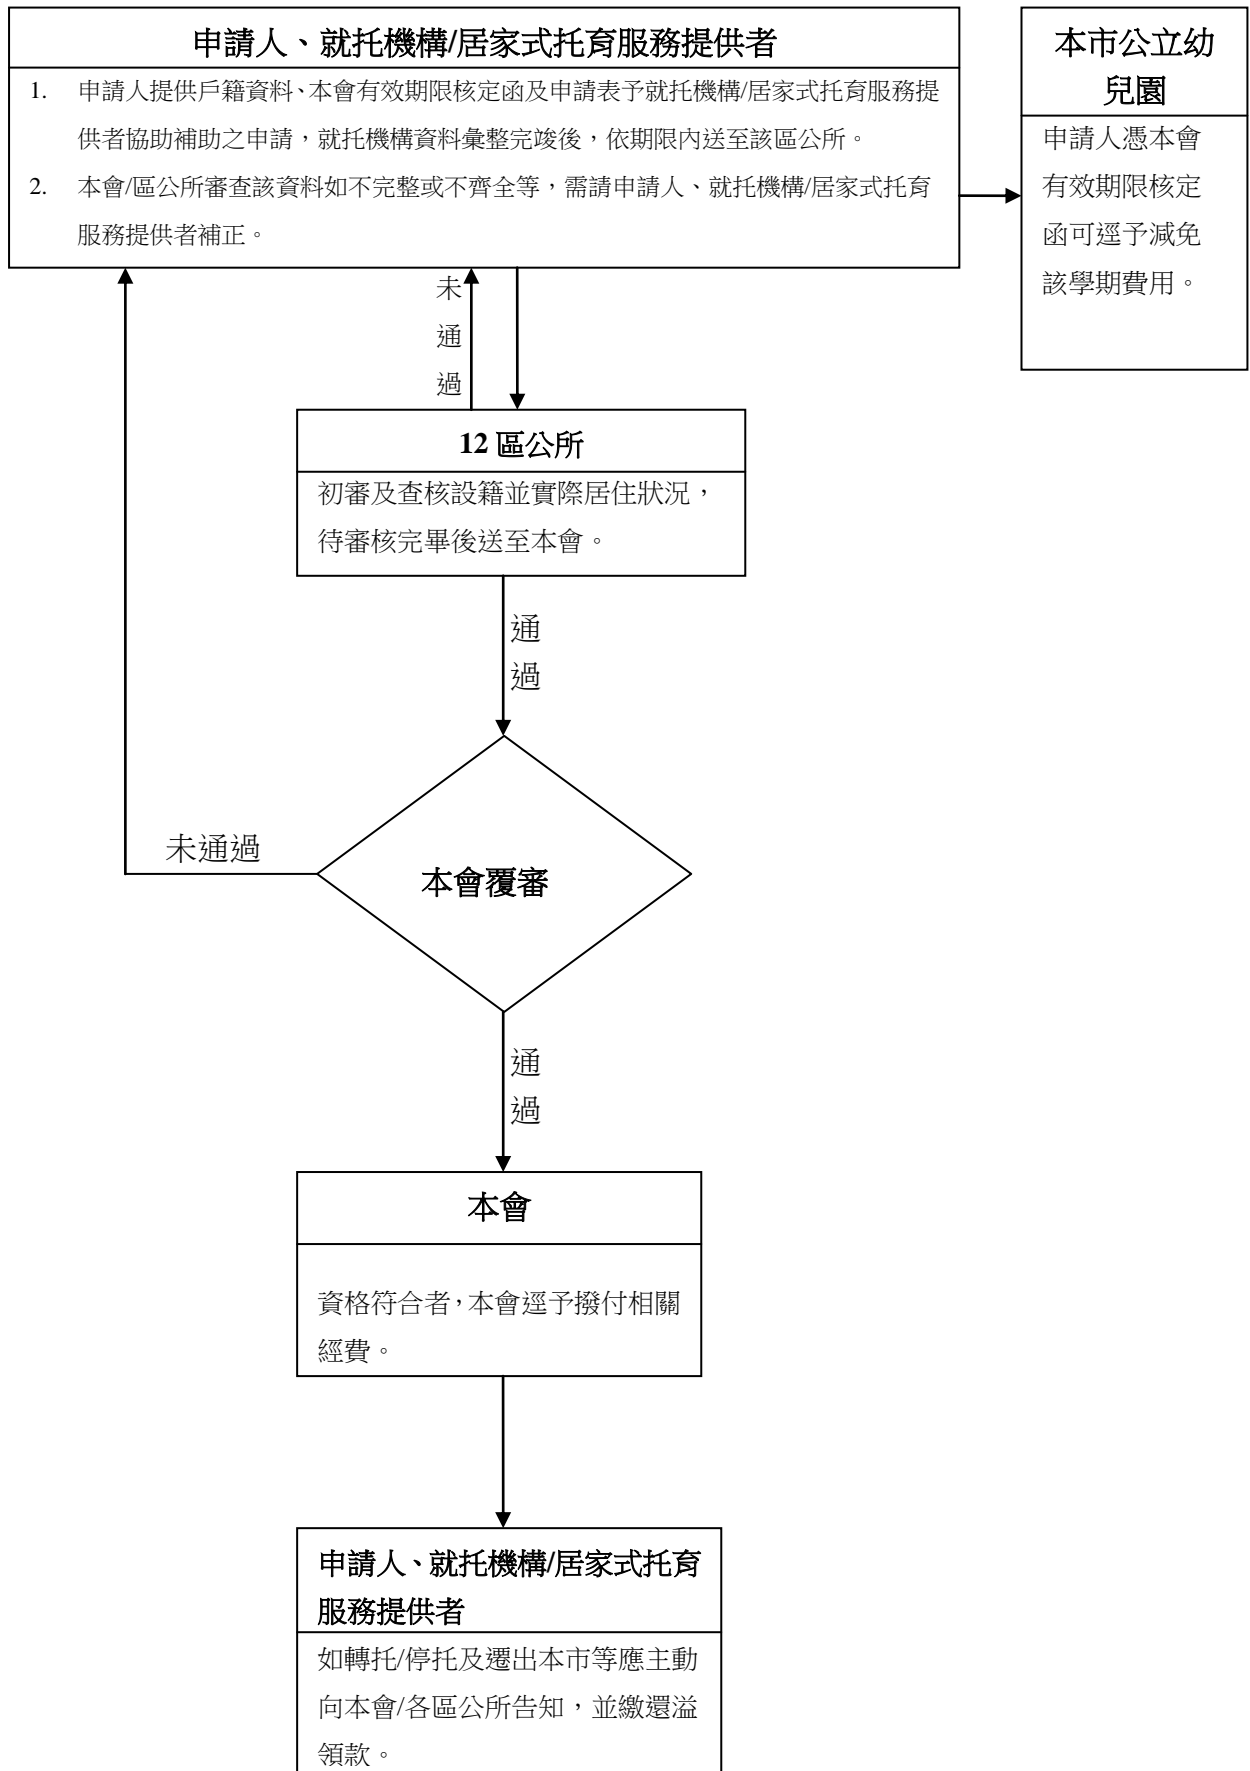 申請人、就托機構/居家式托育服務提供者
1. 申請人提供戶籍資料、本會有效期限核定函及申請表予就托機構/居家式托育服務提
供者協助補助之申請，就托機構資料彙整完竣後，依期限內送至該區公所。
2. 本會/區公所審查該資料如不完整或不齊全等，需請申請人、就托機構/居家式托育
服務提供者補正。
本市公立幼
兒園
申請人憑本會
有效期限核定
函可逕予減免
該學期費用。
未
通
過
12 區公所
初審及查核設籍並實際居住狀況，
待審核完畢後送至本會。
通
過
未通過
本會覆審
通
過
本會
資格符合者，本會逕予撥付相關
經費。
申請人、就托機構/居家式托育
服務提供者
如轉托/停托及遷出本市等應主動
向本會/各區公所告知，並繳還溢
領款。